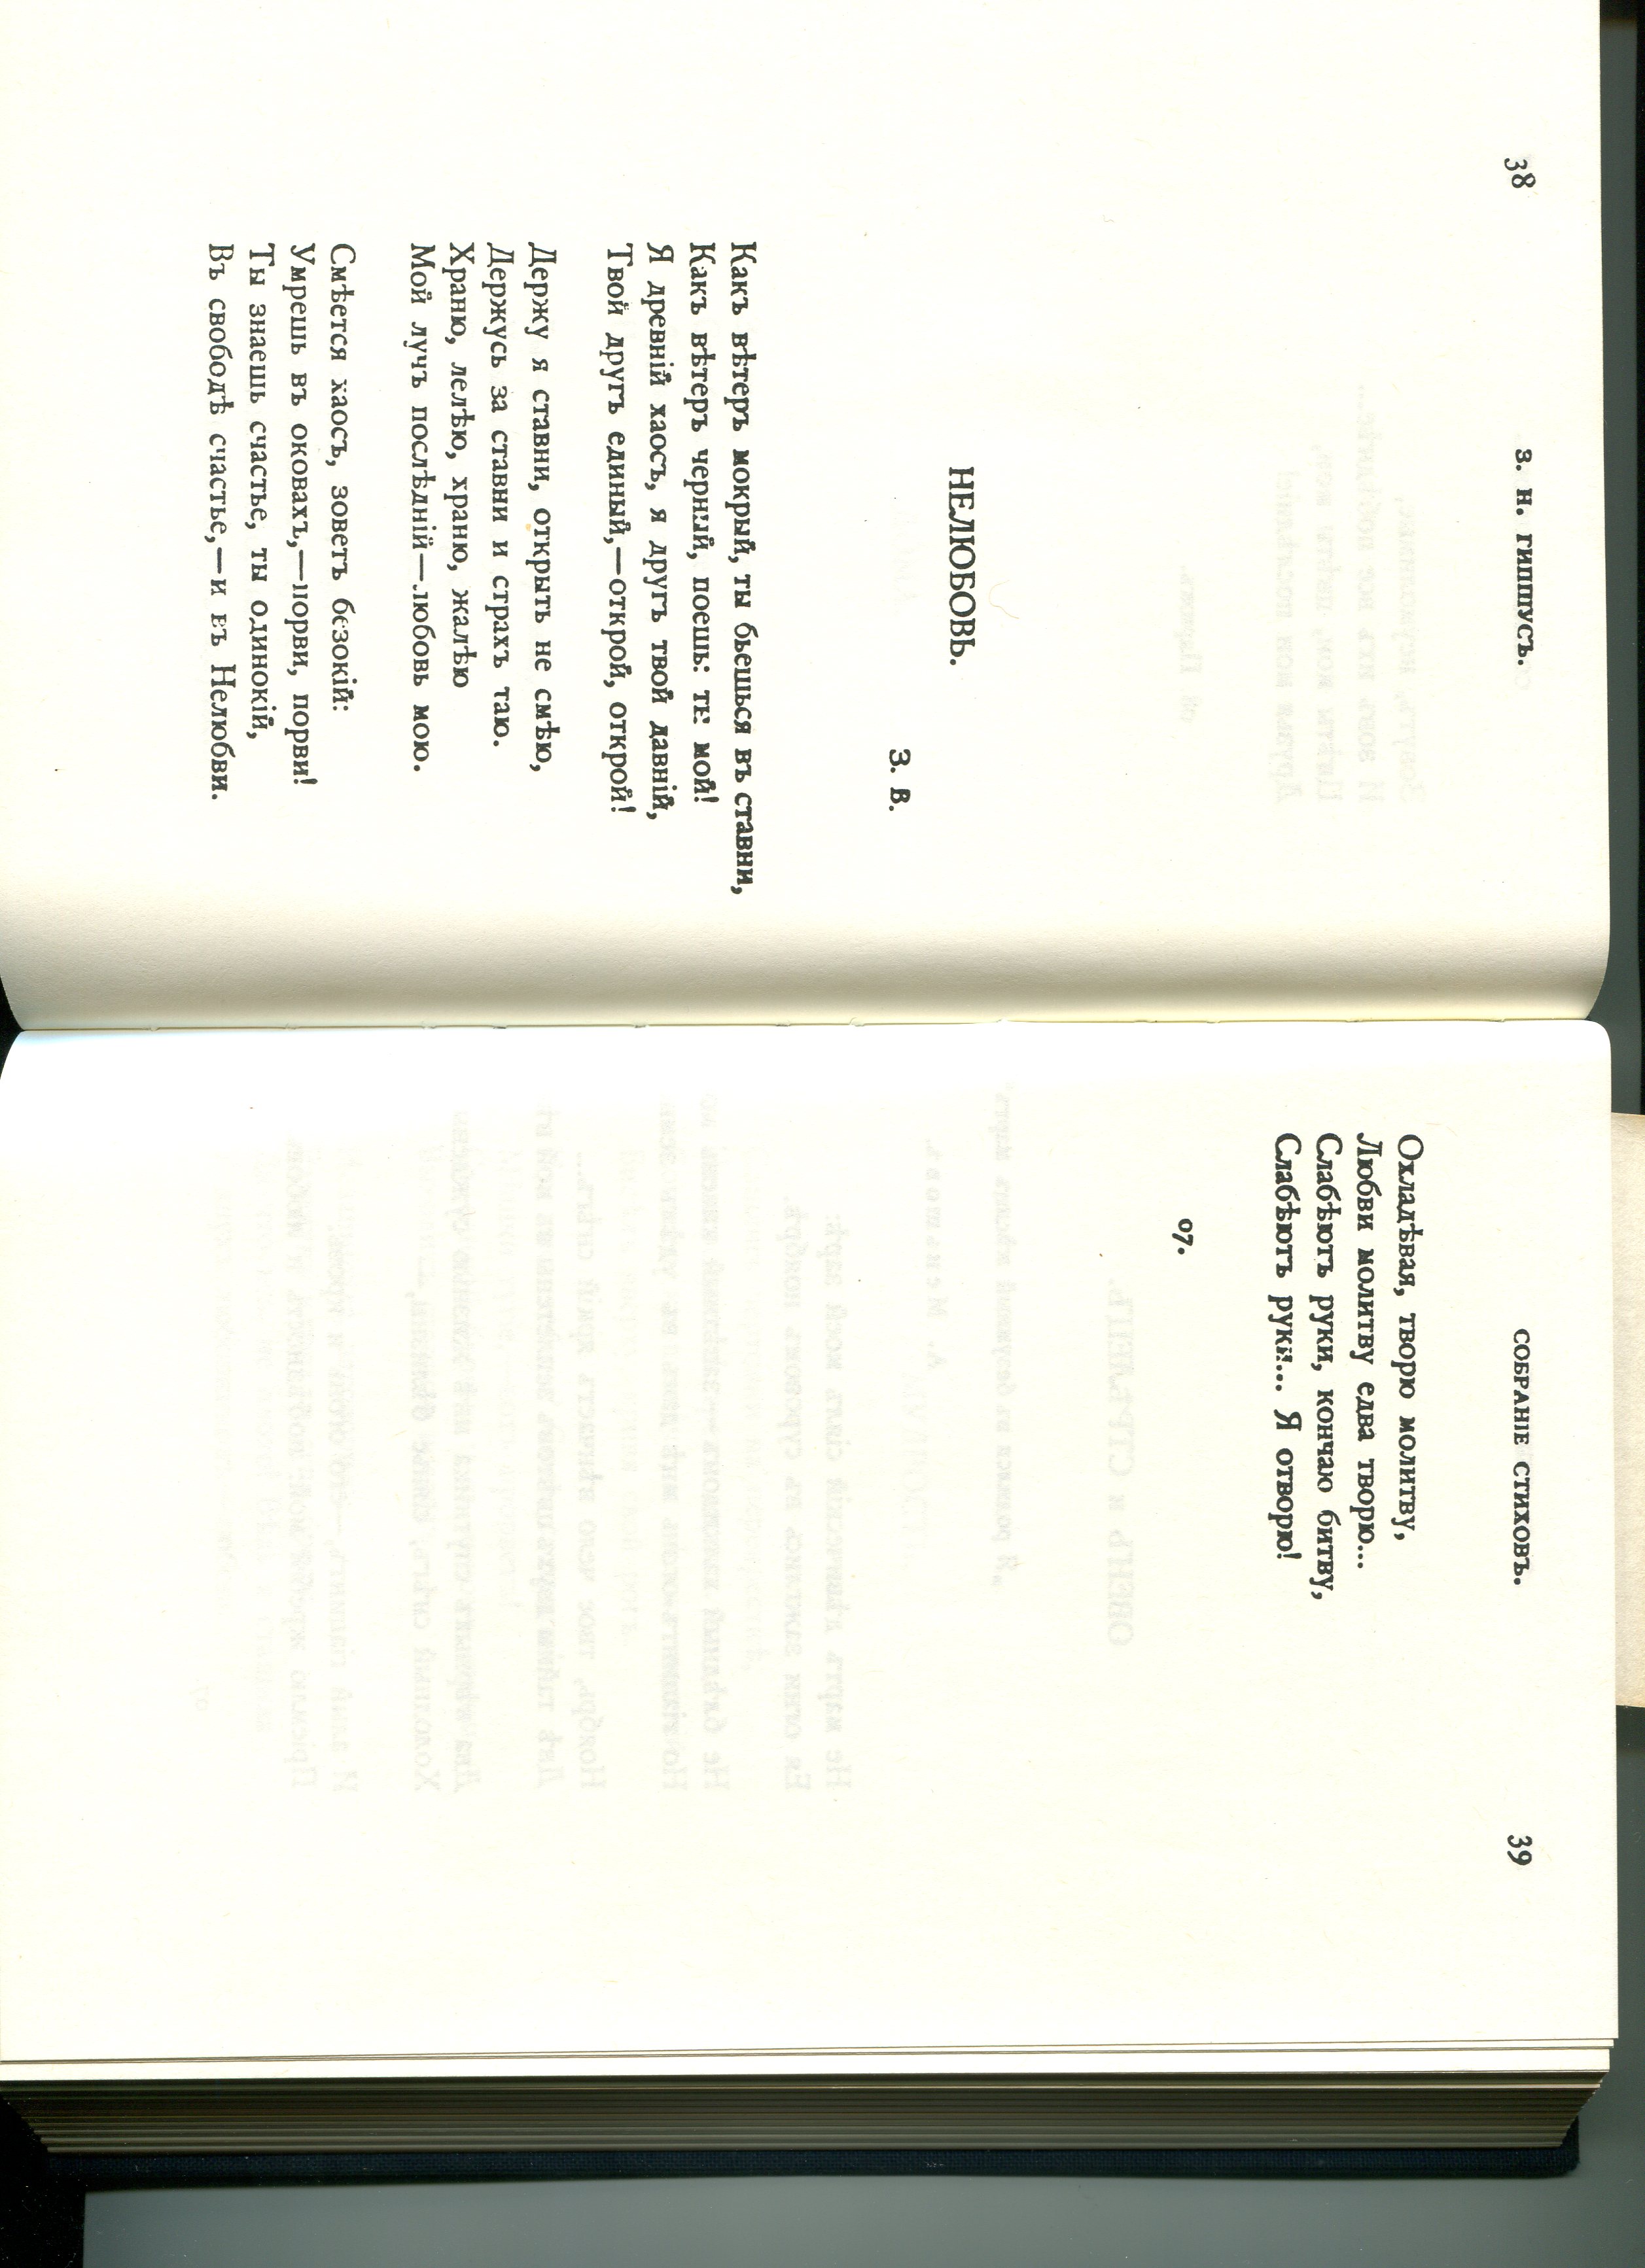 38
З. Н. ГИППІУСЪ.
НЕЛЮБОВЬ.
З. В.
Какъ вѣтеръ мокрый, ты бьешься въ ставни,
Какъ вѣтеръ черный, поешь: ты мой!
Я древній хаосъ, я другъ твой давній,
Твой другъ единый,—открой, открой!
Держу я ставни, открыть не смѣю,
Держусь за ставни и страхъ таю.
Храню, лелѣю, храню, жалѣю
Мой лучъ послѣдній—любовь мою.
Смѣется хаосъ, зоветъ безокій:
Умрешь въ оковахъ,—порви, порви!
Ты знаешь счастье, ты одинокій,
Въ свободѣ счастье,—и въ Нелюбви.
СОБРАНІЕ СТИХОВЪ.
39
Охладѣвая, творю молитву,
Любви молитву едва творю...
Слабѣютъ руки, кончаю битву,
Слабѣютъ руки... Я отворю!
07.